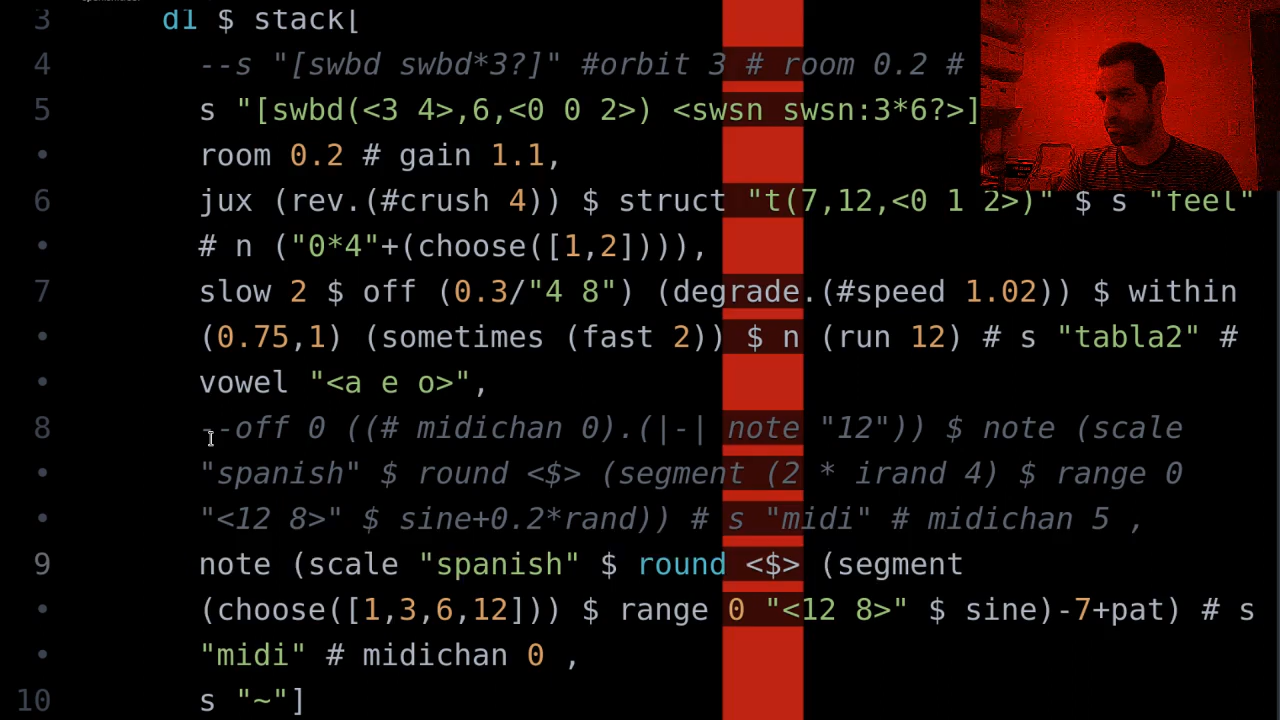 3 d1 $ stack[
4 --s "[swbd swbd*3?]" #orbit 3 # room 0.2 #
5 s "[swbd(<3 4>,6,<0 0 2>) <swsn swsn:3*6?>]
• room 0.2 # gain 1.1,
6 jux (rev.(#crush 4)) $ struct "t(7,12,<0 1 2>)" $ s "feel"
• # n ("0*4"+(choose([1,2]))),
7 slow 2 $ off (0.3/"4 8") (degrade.(#speed 1.02)) $ within
• (0.75,1) (sometimes (fast 2)) $ n (run 12) # s "tabla2" #
• vowel "<a e o>",
8 --off 0 ((# midichan 0).(|-| note "12")) $ note (scale
• "spanish" $ round <$> (segment (2 * irand 4) $ range 0
• "<12 8>" $ sine+0.2*rand)) # s "midi" # midichan 5 ,
9 note (scale "spanish" $ round <$> (segment
• (choose([1,3,6,12])) $ range 0 "<12 8>" $ sine)-7+pat) # s
• "midi" # midichan 0 ,
10 s "~"]